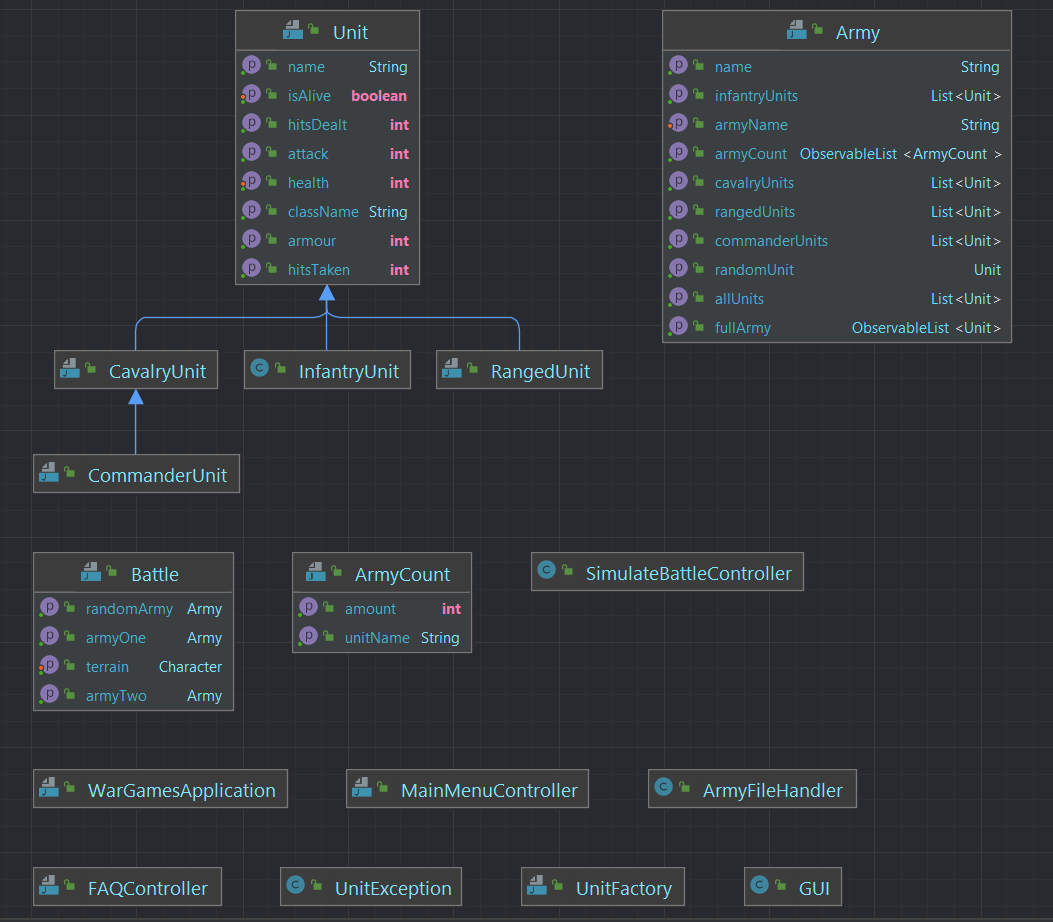 Unit
name String
isAlive boolean
hitsDealt int
attack int
health int
className String
armour int
hitsTaken int
Army
name String
infantryUnits List<Unit>
armyName String
armyCount ObservableList <ArmyCount >
cavalryUnits List<Unit>
rangedUnits List<Unit>
commanderUnits List<Unit>
randomUnit Unit
allUnits List<Unit>
fullArmy ObservableList <Unit>
CavalryUnit
InfantryUnit
RangedUnit
CommanderUnit
Battle
randomArmy Army
armyOne Army
terrain Character
armyTwo Army
ArmyCount
amount int
unitName String
SimulateBattleController
WarGamesApplication
MainMenuController
ArmyFileHandler
FAQController
UnitException
UnitFactory
GUI